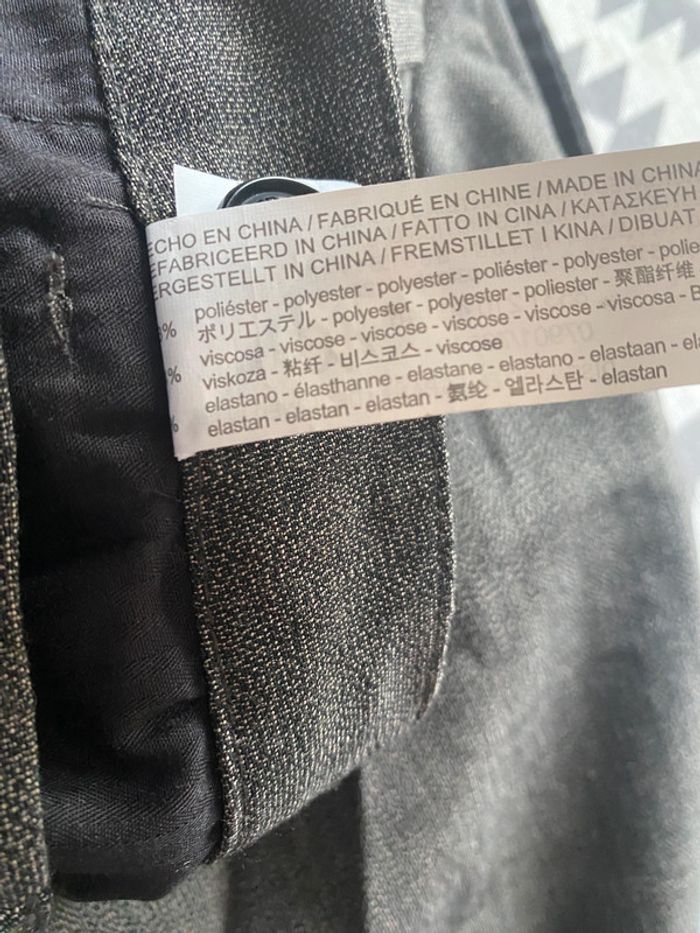 ECHO EN CHINA / FABRIQUÉ EN CHINE / MADE IN CHINA
EFABRICEERD IN CHINA / FATTO IN CINA / ΚΑΤΑΣΚΕΥΗ
ERGESTELLT IN CHINA / FREMSTILLET I KINA / DIBUAT
% poliéster - polyester - polyester - poliéster - polyester - polie
ポリエステル - polyester - polyester - poliester - 聚酯纤维
viscosa - viscose - viscose - viscose - viscose - viscosa - В
% viskoza - 粘纤 - 비스코스 - viscose
elastano - élasthanne - elastane - elastano - elastaan - el
% elastan - elastan - elastan - 氨纶 - 엘라스탄 - elastan